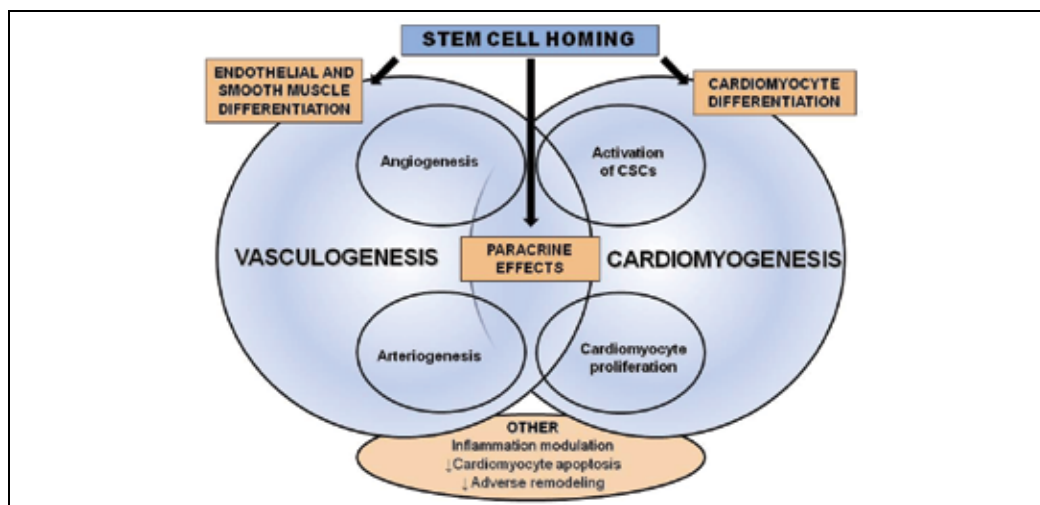 STEM CELL HOMING
ENDOTHELIAL AND
SMOOTH MUSCLE
DIFFERENTIATION
CARDIOMYOCYTE
DIFFERENTIATION
Angiogenesis
Activation
of CSCs
VASCULOGENESIS
PARACRINE
EFFECTS
CARDIOMYOGENESIS
Arteriogenesis
Cardiomyocyte
proliferation
OTHER
Inflammation modulation
↓Cardiomyocyte apoptosis
↓ Adverse remodeling